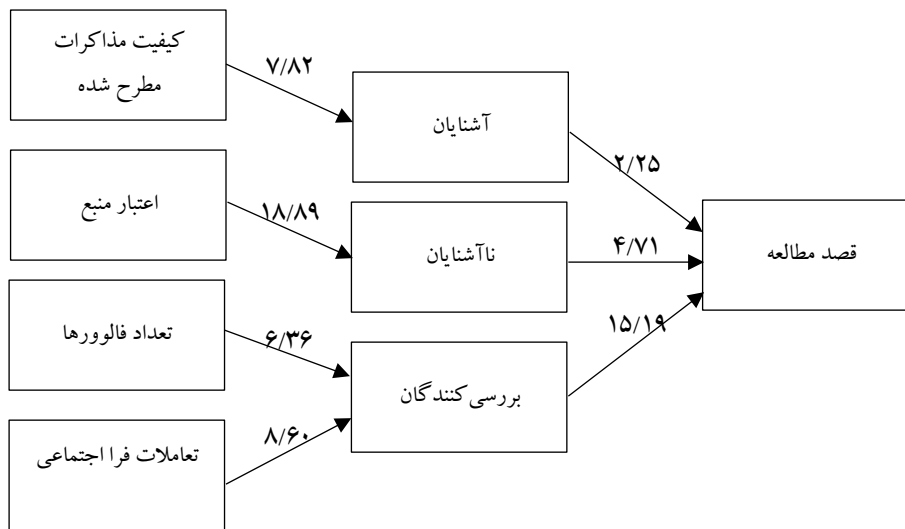 کیفیت مذاکرات
مطرح شده
۷/۸۲
آشنایان
۲/۲۵
اعتبار منبع
۱۸/۸۹
ناآشنایان
۴/۷۱
قصد مطالعه
تعداد فالوورها
۶/۳۶
بررسی‌کنندگان
۱۵/۱۹
تعاملات فرا اجتماعی
۸/۶۰